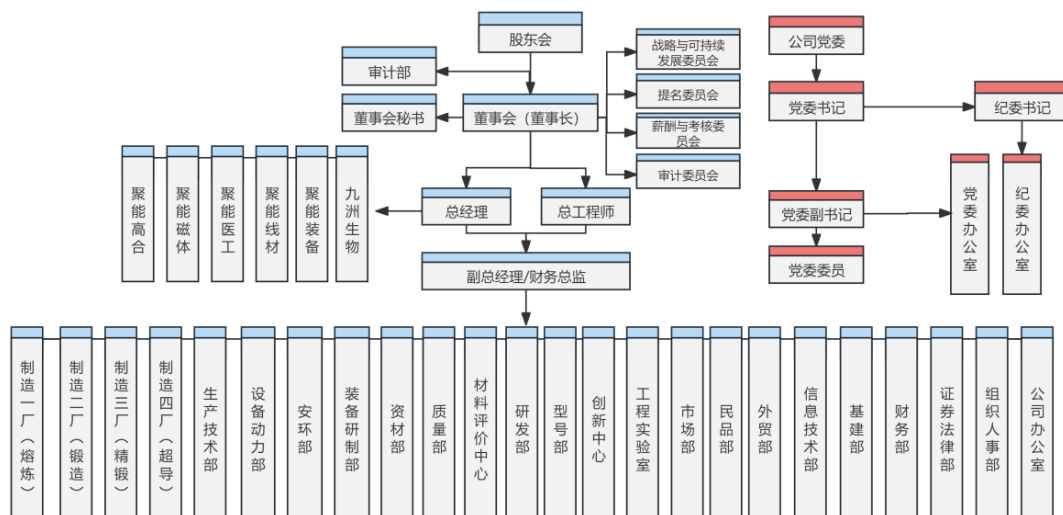 股东会
公司党委
战略与可持续
发展委员会
审计部
提名委员会
党委书记
纪委书记
董事会秘书
董事会（董事长）
薪酬与考核委
员会
审计委员会
聚能高合
聚能磁体
聚能医工
聚能线材
聚能装备
九洲生物
总经理
总工程师
党委副书记
党委办公室
纪委办公室
党委委员
副总经理/财务总监
制造一厂（熔炼）
制造二厂（锻造）
制造三厂（精锻）
制造四厂（超导）
生产技术部
设备动力部
安环部
装备研制部
资材部
质量部
材料评价中心
研发部
型号部
创新中心
工程实验室
市场部
民品部
外贸部
信息技术部
基建部
财务部
证券法律部
组织人事部
公司办公室